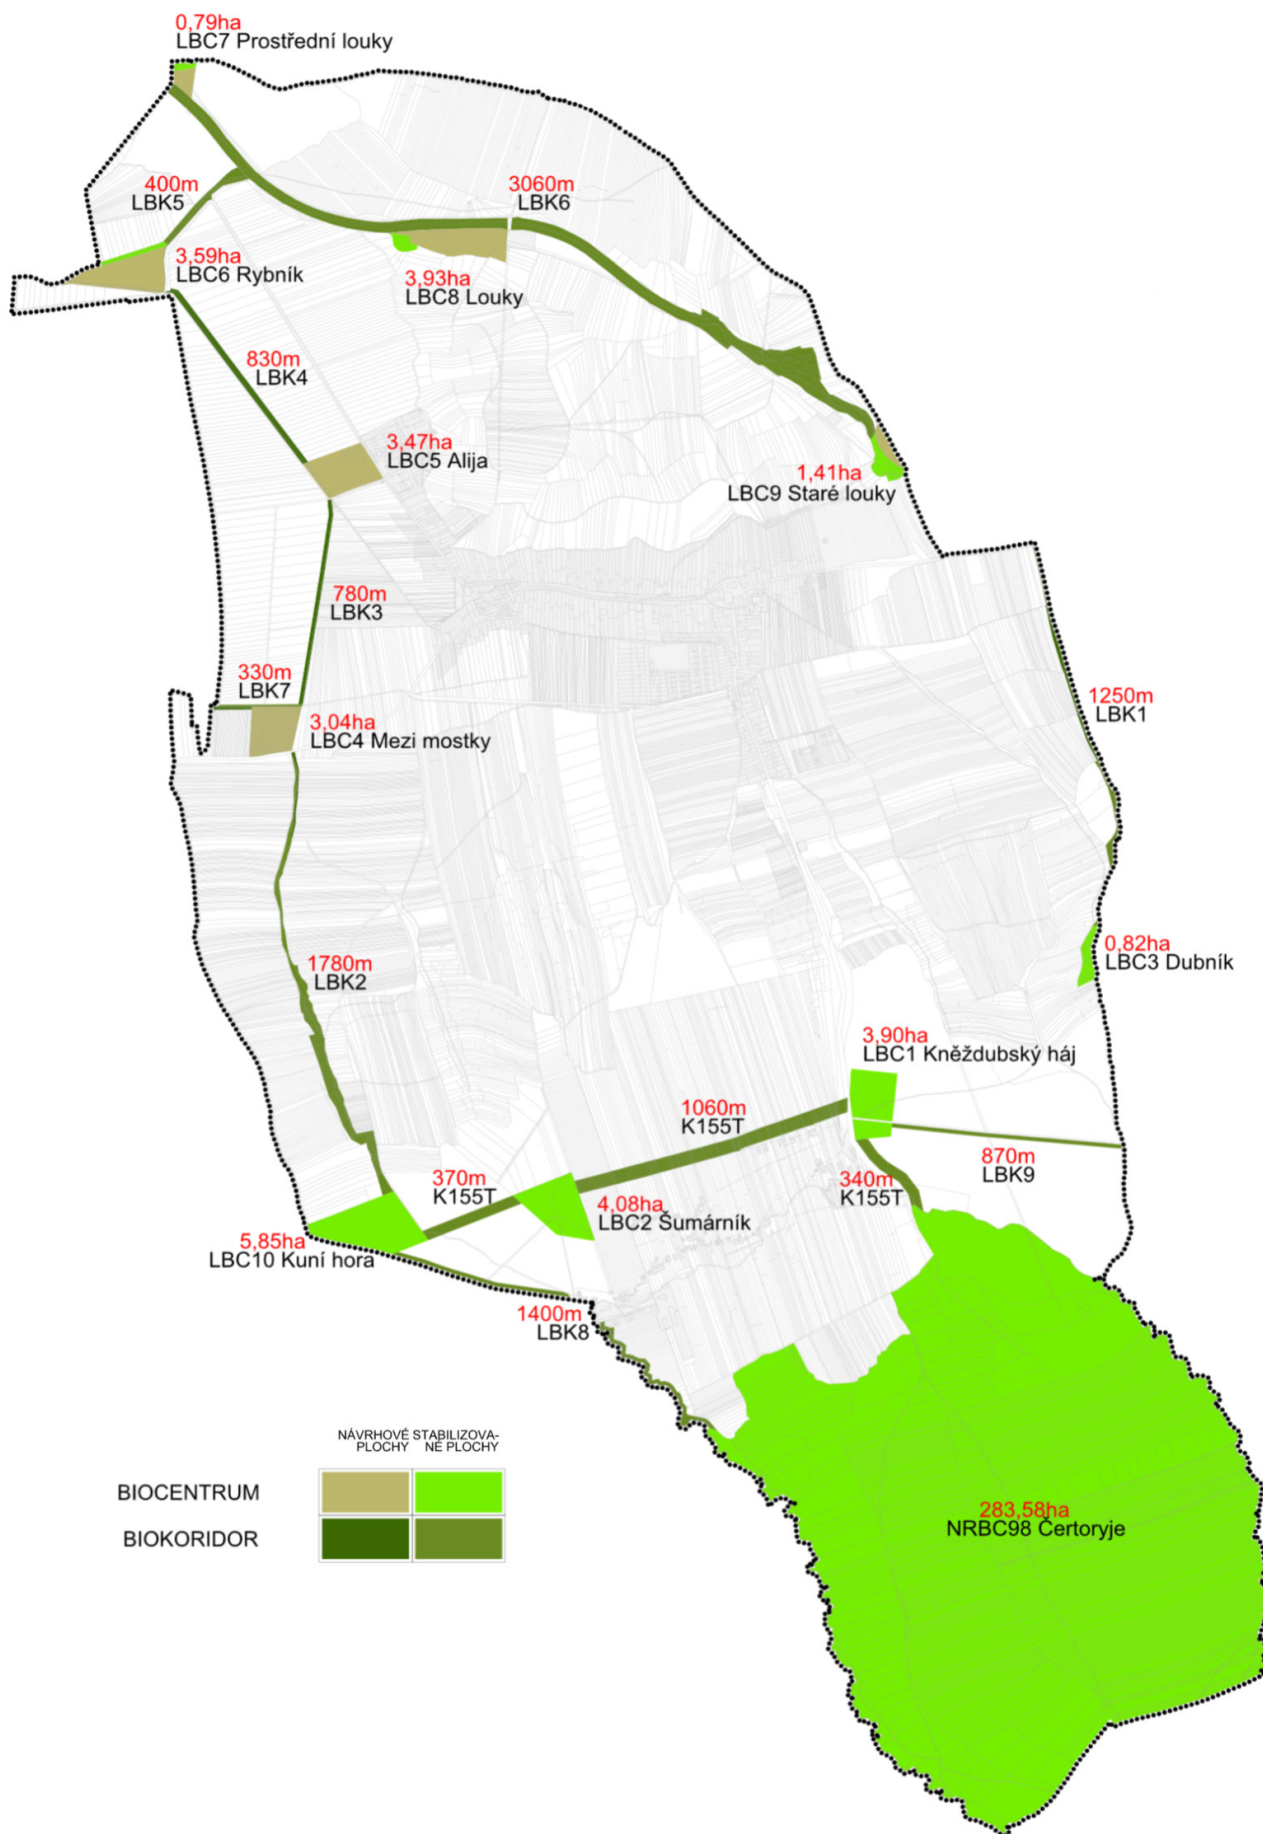 0,79ha
LBC7 Prostřední louky
400m
LBK5
3060m
LBK6
3.59ha
LBC6 Rybník
3,93ha
LBC8 Louky
830m
LBK4
3,47ha
LBC5 Alija
1,41ha
LBC9 Staré louky
780m
LBK3
330m
LBK7
1250m
LBK1
3,04ha
LBC4 Mezi mostky
0,82ha
LBC3 Dubník
1780m
LBK2
3,90ha
LBC1 Kněždubský háj
1060m
K155T
870m
LBK9
370m
K155T
340m
K155T
4,08ha
LBC2 Šumárník
5,85ha
LBC10 Kuní hora
1400m
LBK8
NÁVRHOVÉ STABILIZOVA-
PLOCHY NÉ PLOCHY
BIOCENTRUM
BIOKORIDOR
283,58ha
NRBC98 Čertoryje